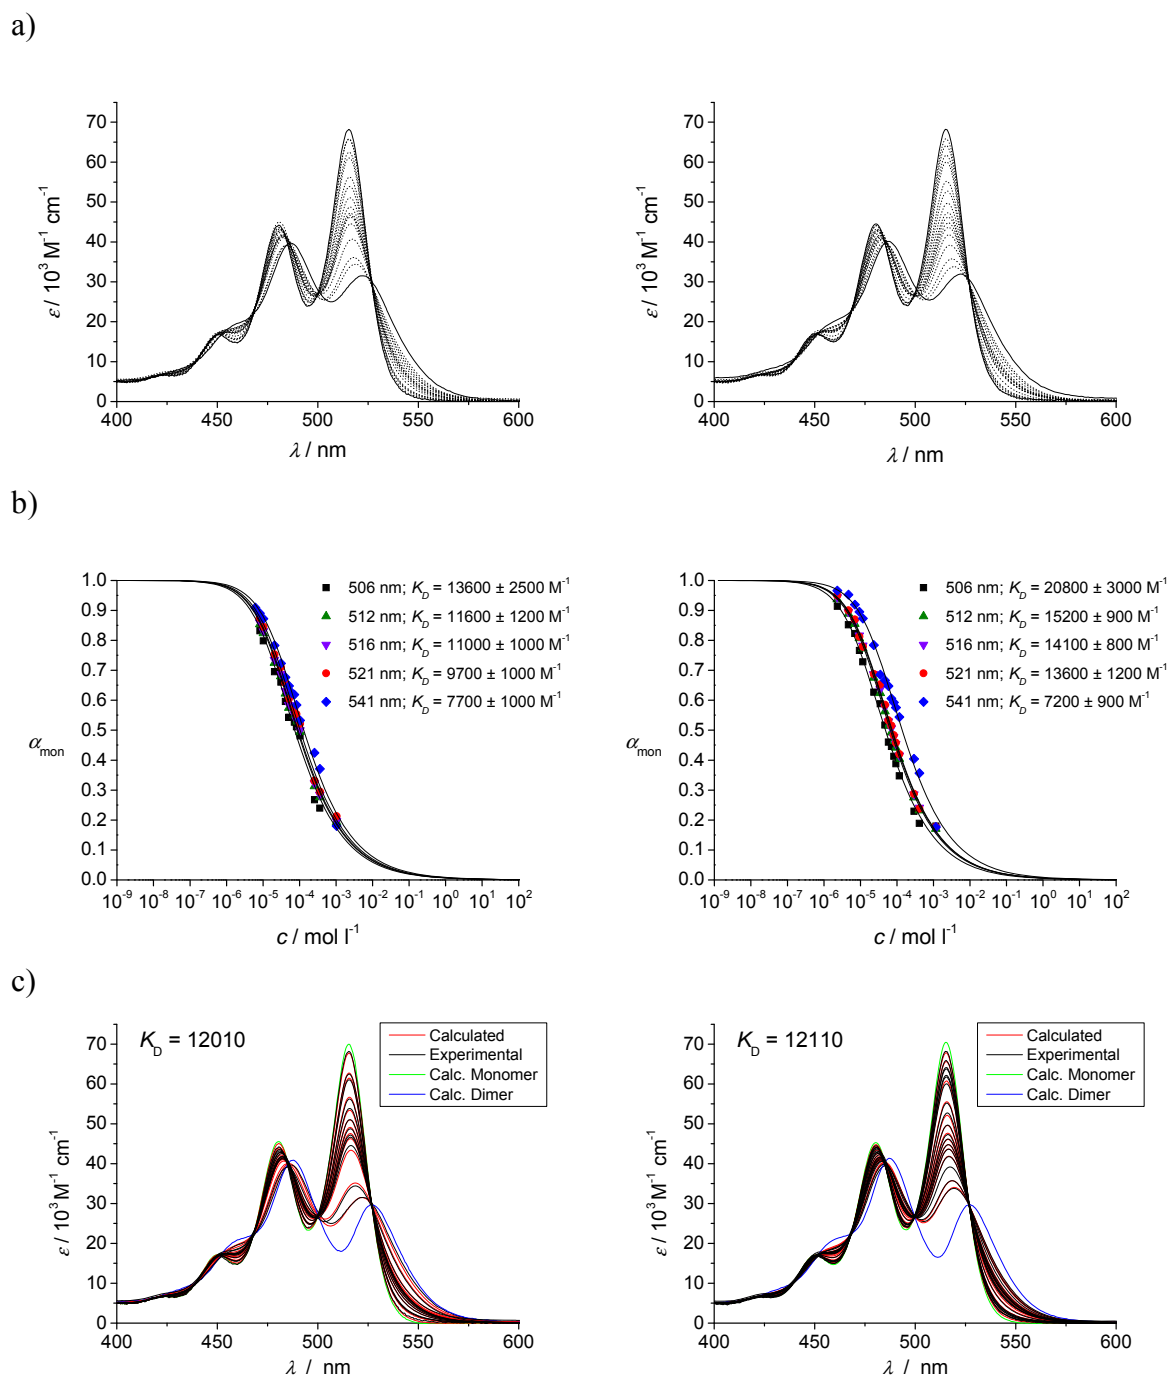 a)
70
60
50
40
30
20
10
0
ε / 10³ M⁻¹ cm⁻¹
400 450 500 550 600
λ / nm
70
60
50
40
30
20
10
0
ε / 10³ M⁻¹ cm⁻¹
400 450 500 550 600
λ / nm
b)
1.0
0.9
0.8
0.7
0.6
0.5
0.4
0.3
0.2
0.1
0.0
α_mon
506 nm; K_D = 13600 ± 2500 M⁻¹
512 nm; K_D = 11600 ± 1200 M⁻¹
516 nm; K_D = 11000 ± 1000 M⁻¹
521 nm; K_D = 9700 ± 1000 M⁻¹
541 nm; K_D = 7700 ± 1000 M⁻¹
10⁻⁹ 10⁻⁸ 10⁻⁷ 10⁻⁶ 10⁻⁵ 10⁻⁴ 10⁻³ 10⁻² 10⁻¹ 10⁰ 10¹ 10²
c / mol l⁻¹
1.0
0.9
0.8
0.7
0.6
0.5
0.4
0.3
0.2
0.1
0.0
α_mon
506 nm; K_D = 20800 ± 3000 M⁻¹
512 nm; K_D = 15200 ± 900 M⁻¹
516 nm; K_D = 14100 ± 800 M⁻¹
521 nm; K_D = 13600 ± 1200 M⁻¹
541 nm; K_D = 7200 ± 900 M⁻¹
10⁻⁹ 10⁻⁸ 10⁻⁷ 10⁻⁶ 10⁻⁵ 10⁻⁴ 10⁻³ 10⁻² 10⁻¹ 10⁰ 10¹ 10²
c / mol l⁻¹
c)
K_D = 12010
Calculated
Experimental
Calc. Monomer
Calc. Dimer
70
60
50
40
30
20
10
0
ε / 10³ M⁻¹ cm⁻¹
400 450 500 550 600
λ / nm
K_D = 12110
Calculated
Experimental
Calc. Monomer
Calc. Dimer
70
60
50
40
30
20
10
0
ε / 10³ M⁻¹ cm⁻¹
400 450 500 550 600
λ / nm